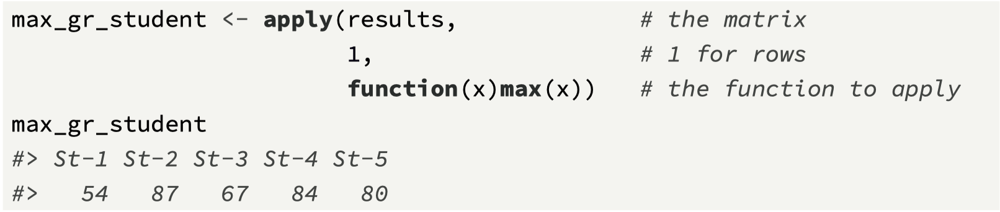 max_gr_student <- apply(results,             # the matrix
                        1,                   # 1 for rows
                        function(x)max(x))   # the function to apply
max_gr_student
#> St-1 St-2 St-3 St-4 St-5
#>   54   87   67   84   80